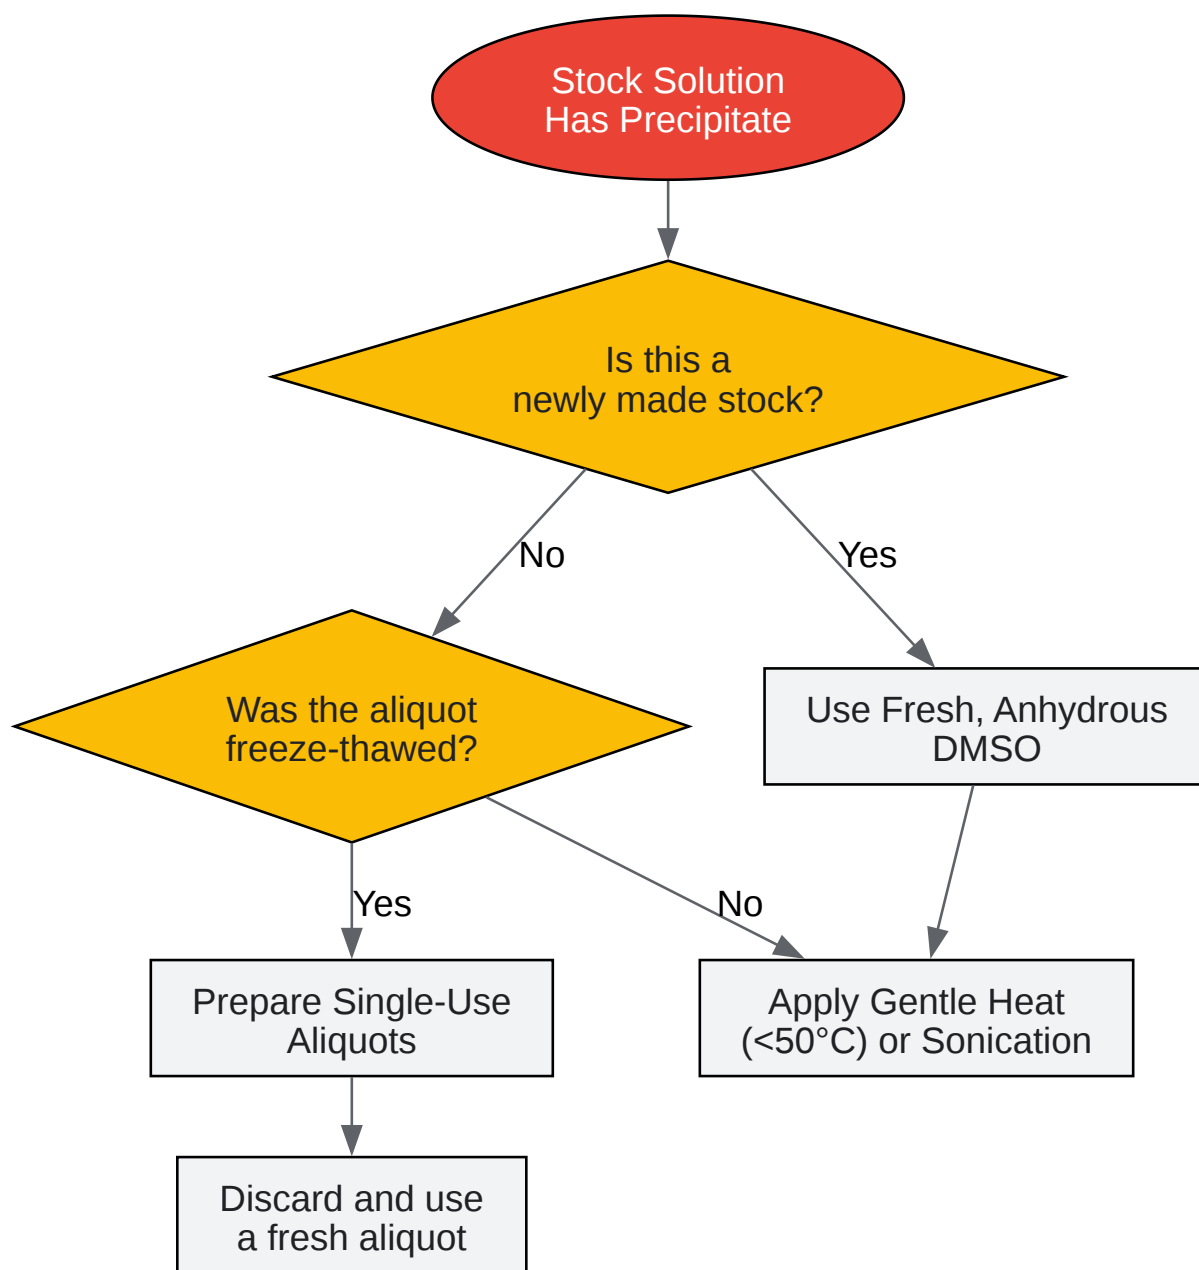 Stock Solution
Has Precipitate
Is this a
newly made stock?
No
Yes
Was the aliquot
freeze-thawed?
Use Fresh, Anhydrous
DMSO
Yes
No
Prepare Single-Use
Aliquots
Apply Gentle Heat
(<50°C) or Sonication
Discard and use
a fresh aliquot